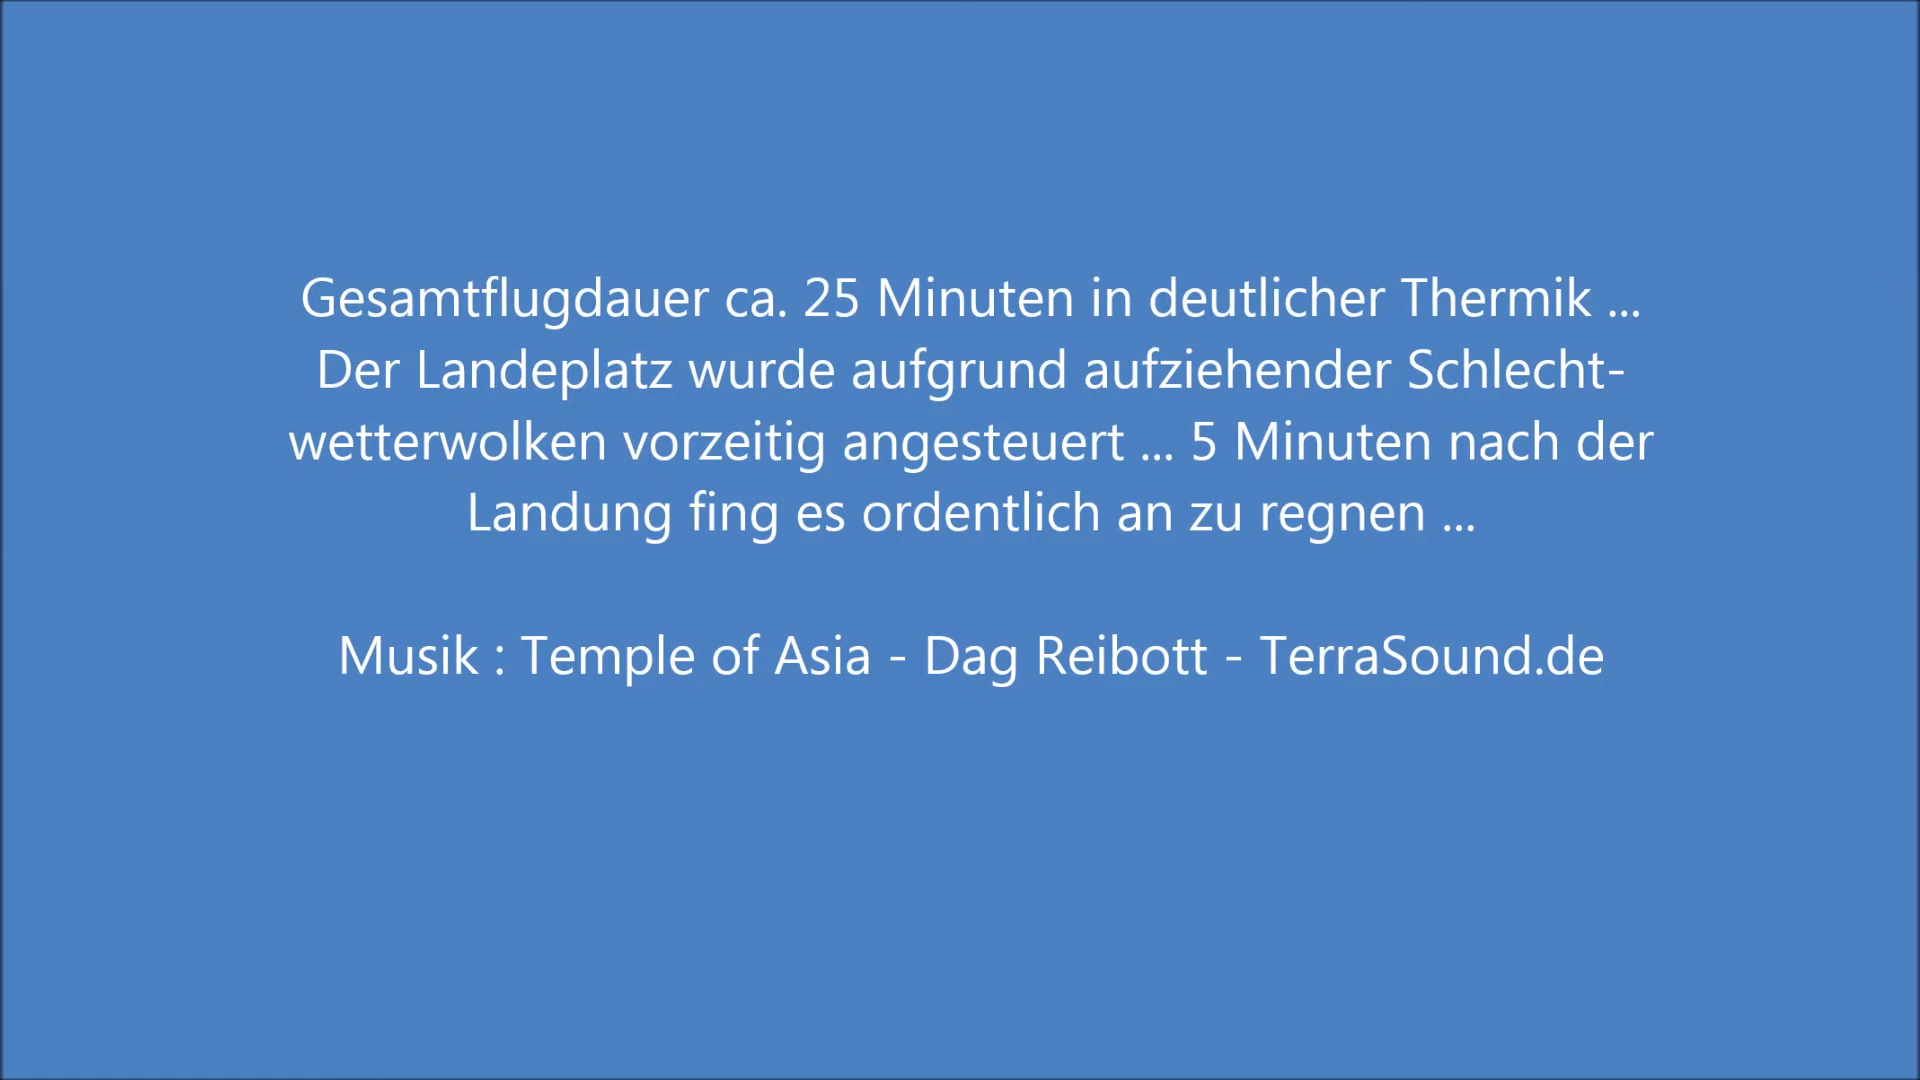 Gesamtflugdauer ca. 25 Minuten in deutlicher Thermik ...
Der Landeplatz wurde aufgrund aufziehender Schlecht-
wetterwolken vorzeitig angesteuert ... 5 Minuten nach der
Landung fing es ordentlich an zu regnen ...
Musik : Temple of Asia - Dag Reibott - TerraSound.de